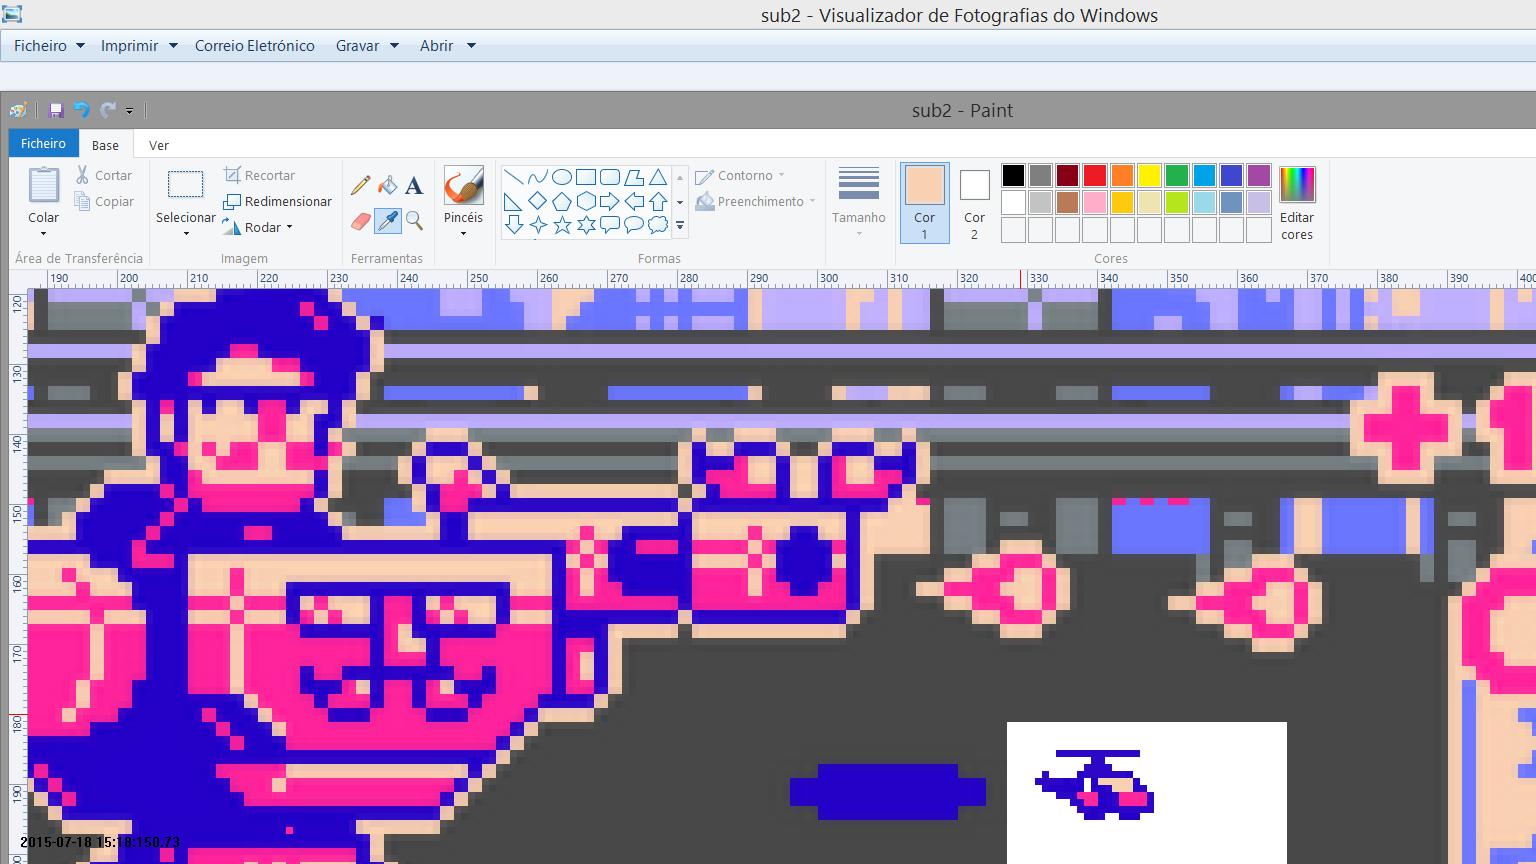 sub2 - Visualizador de Fotografias do Windows
Ficheiro Imprimir Correio Eletrónico Gravar Abrir
sub2 - Paint
Ficheiro Base Ver
Colar
Cortar
Copiar
Área de Transferência
Selecionar
Recortar
Redimensionar
Rodar
Imagem
A
Ferramentas
Pincéis
Contorno
Preenchimento
Formas
Tamanho
Cor
1
Cor
2
Editar
cores
Cores
190 200 210 220 230 240 250 260 270 280 290 300 310 320 330 340 350 360 370 380 390 400
120
130
140
150
160
170
180
190
2015-07-18 15:18:150.73